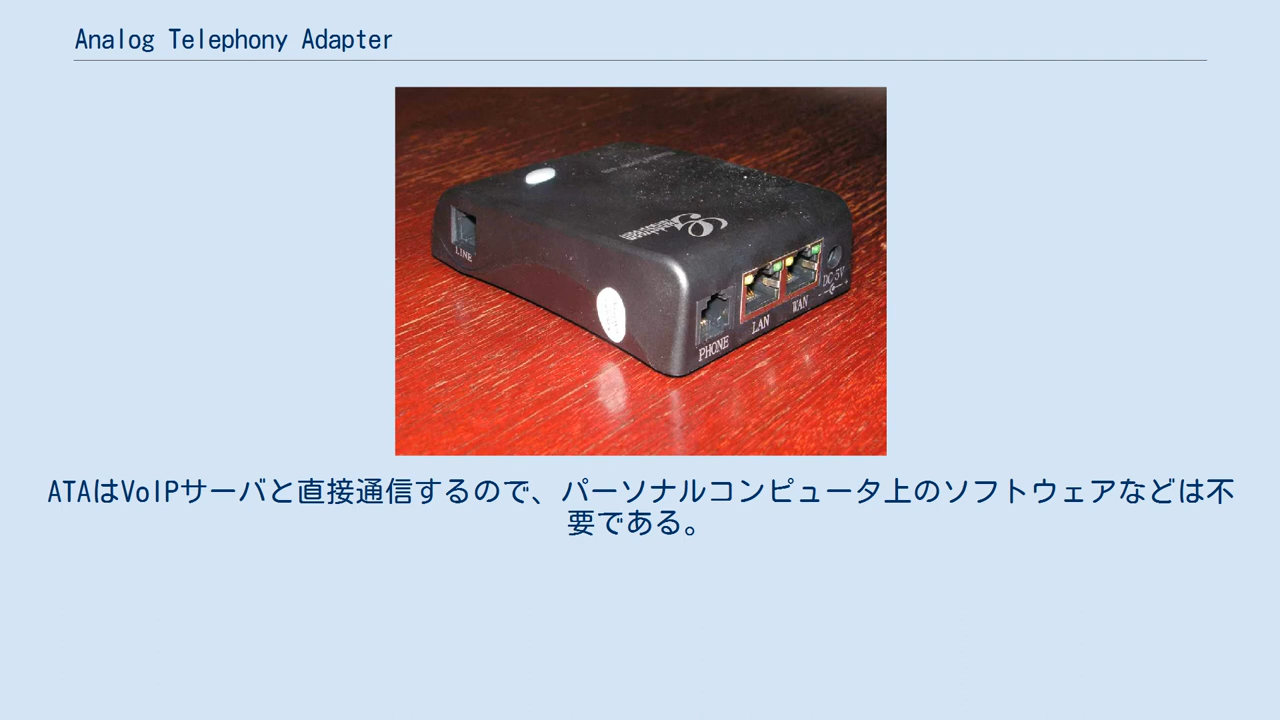 Analog Telephony Adapter
LINE
PHONE
LAN
WAN
DC 5V
ATAはVoIPサーバと直接通信するので、パーソナルコンピュータ上のソフトウェアなどは不
要である。